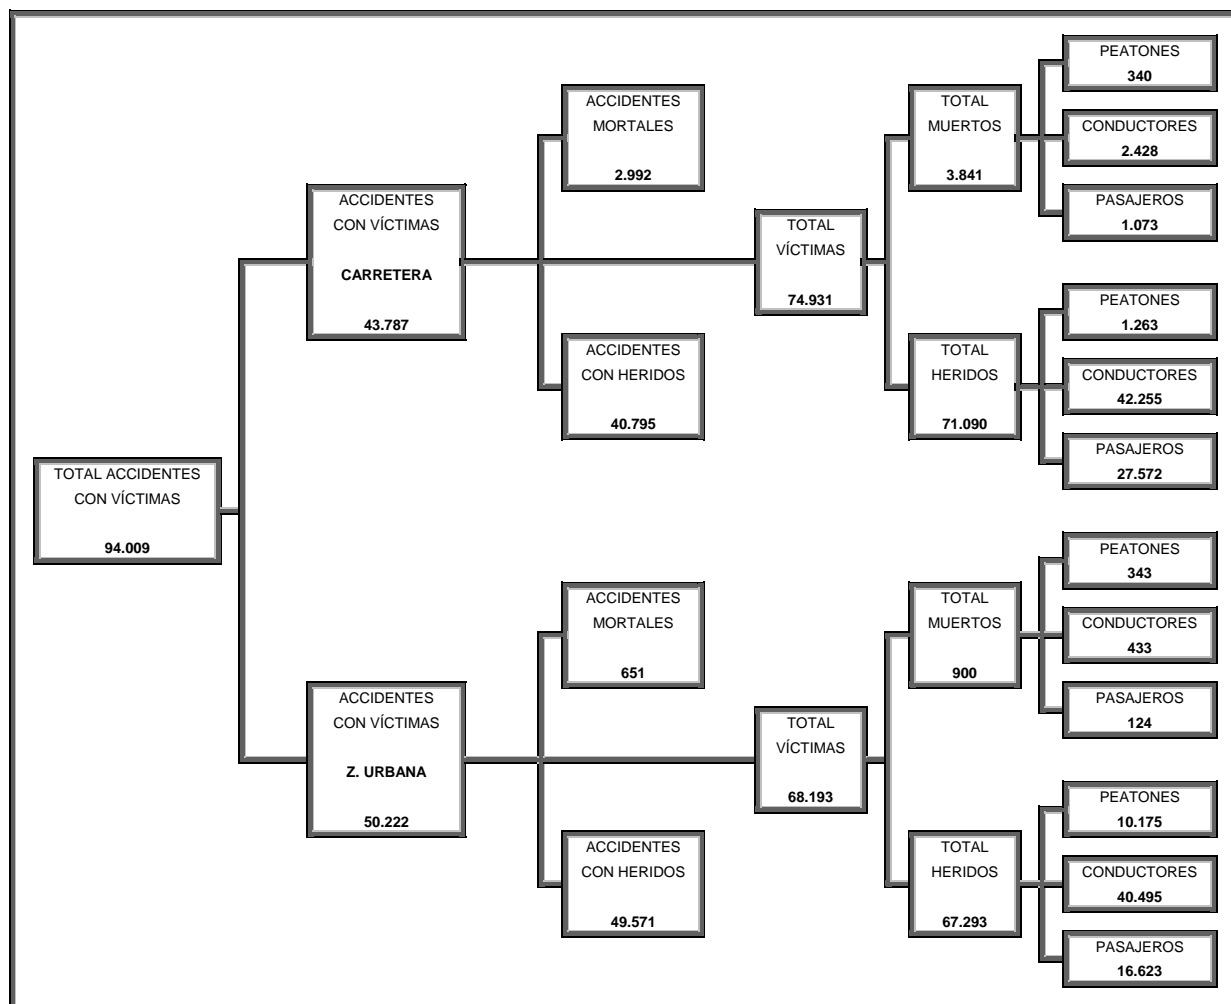 TOTAL ACCIDENTES
CON VÍCTIMAS
94.009
ACCIDENTES
CON VÍCTIMAS
CARRETERA
43.787
ACCIDENTES
MORTALES
2.992
ACCIDENTES
CON HERIDOS
40.795
TOTAL
VÍCTIMAS
74.931
TOTAL
MUERTOS
3.841
PEATONES
340
CONDUCTORES
2.428
PASAJEROS
1.073
TOTAL
HERIDOS
71.090
PEATONES
1.263
CONDUCTORES
42.255
PASAJEROS
27.572
ACCIDENTES
CON VÍCTIMAS
Z. URBANA
50.222
ACCIDENTES
MORTALES
651
ACCIDENTES
CON HERIDOS
49.571
TOTAL
VÍCTIMAS
68.193
TOTAL
MUERTOS
900
PEATONES
343
CONDUCTORES
433
PASAJEROS
124
TOTAL
HERIDOS
67.293
PEATONES
10.175
CONDUCTORES
40.495
PASAJEROS
16.623